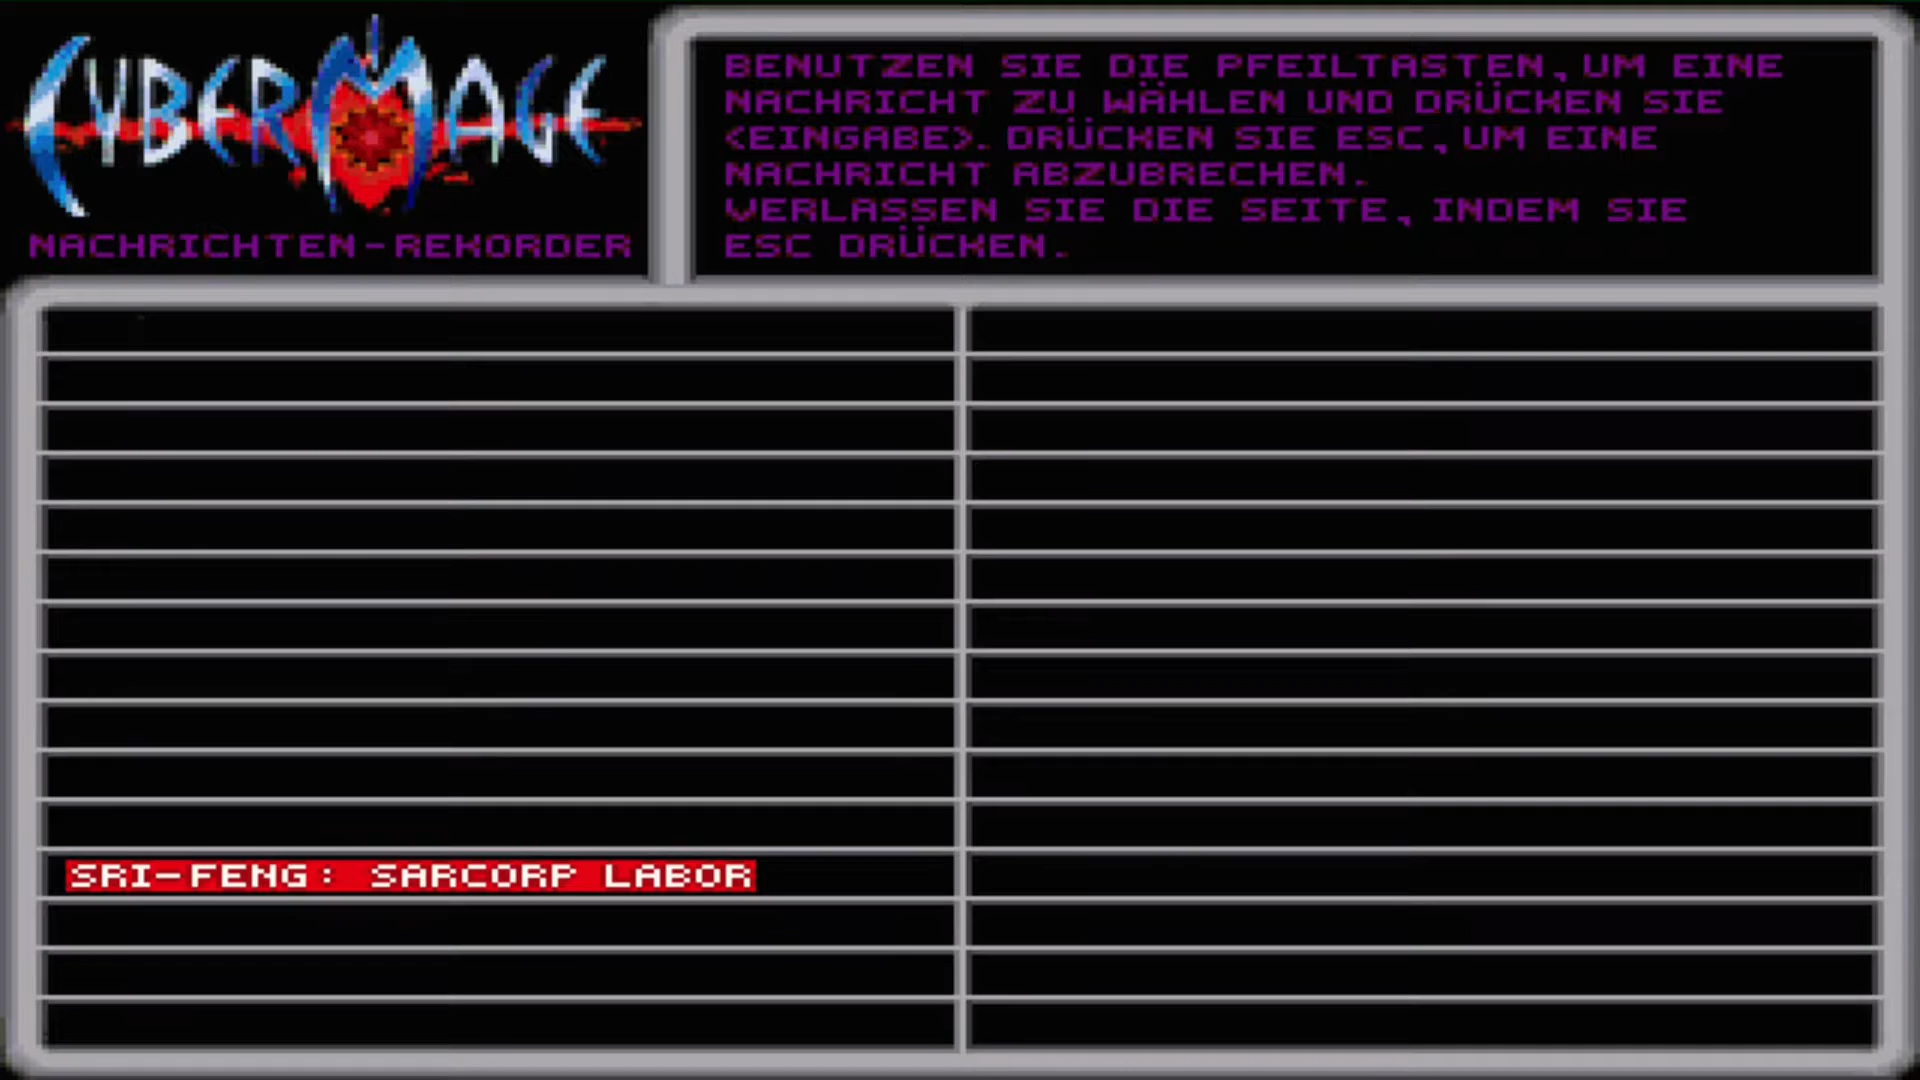 CYBERMAGE
NACHRICHTEN-REKORDER
BENUTZEN SIE DIE PFEILTASTEN, UM EINE
NACHRICHT ZU WÄHLEN UND DRÜCKEN SIE
<EINGABE>. DRÜCKEN SIE ESC, UM EINE
NACHRICHT ABZUBRECHEN.
VERLASSEN SIE DIE SEITE, INDEM SIE
ESC DRÜCKEN.
SRI-FENG: SARCORP LABOR